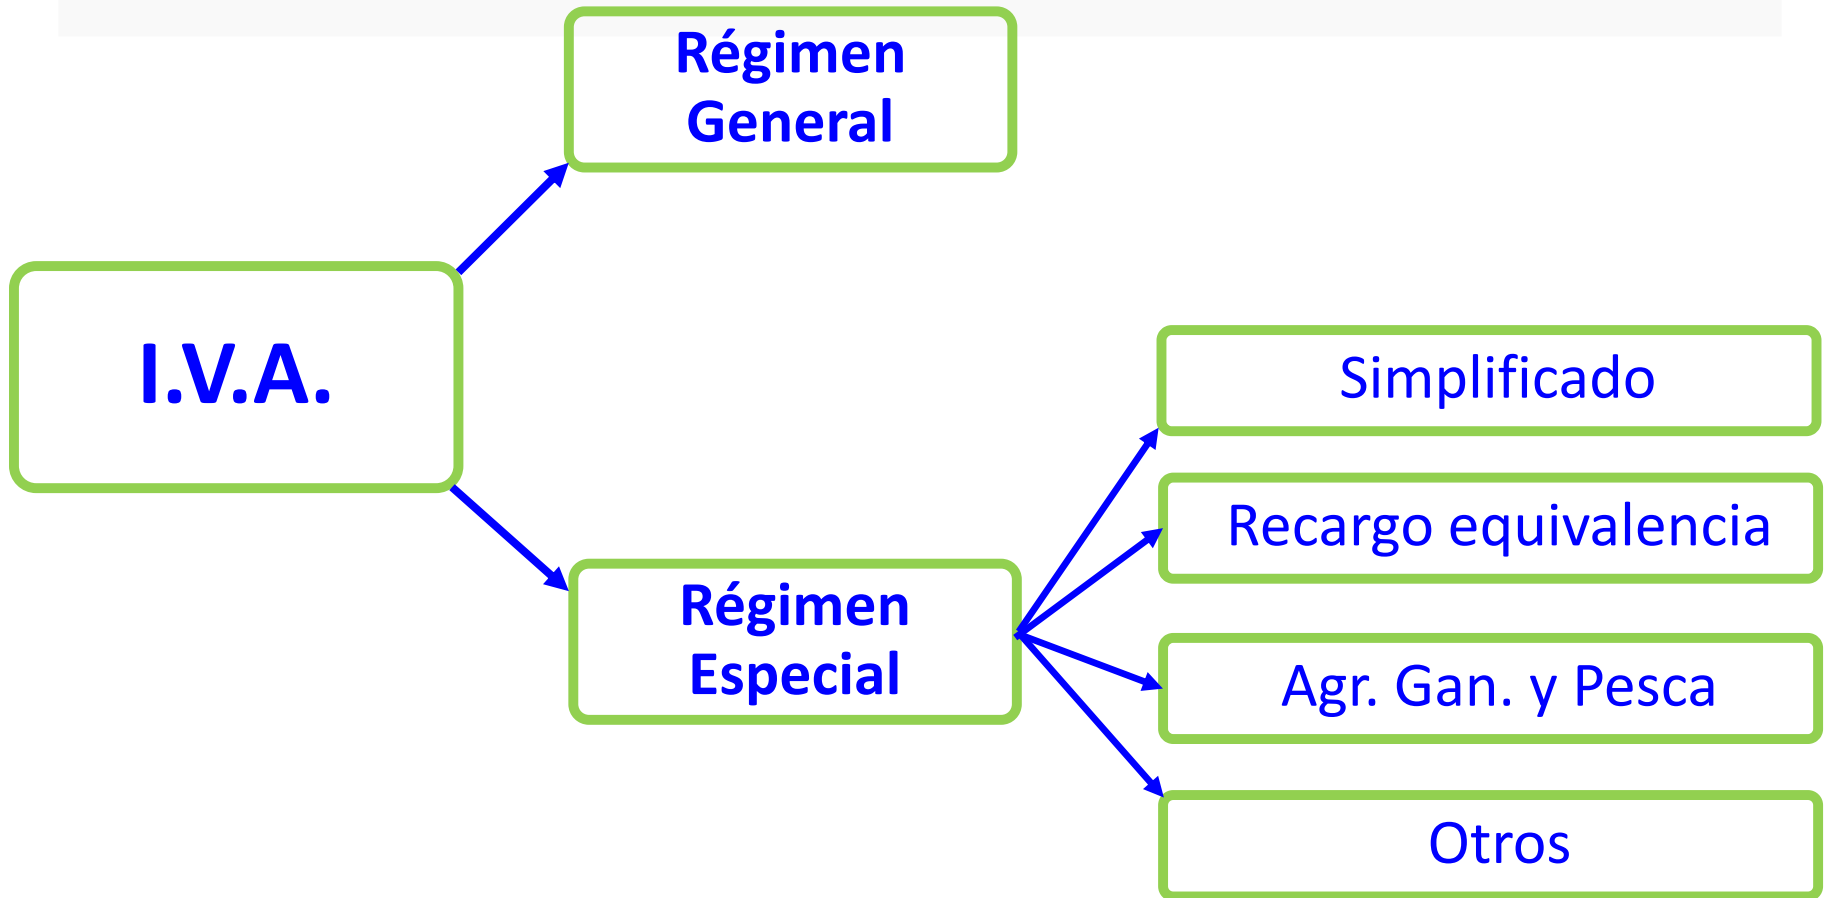 Régimen
General
I.V.A.
Régimen
Especial
Simplificado
Recargo equivalencia
Agr. Gan. y Pesca
Otros